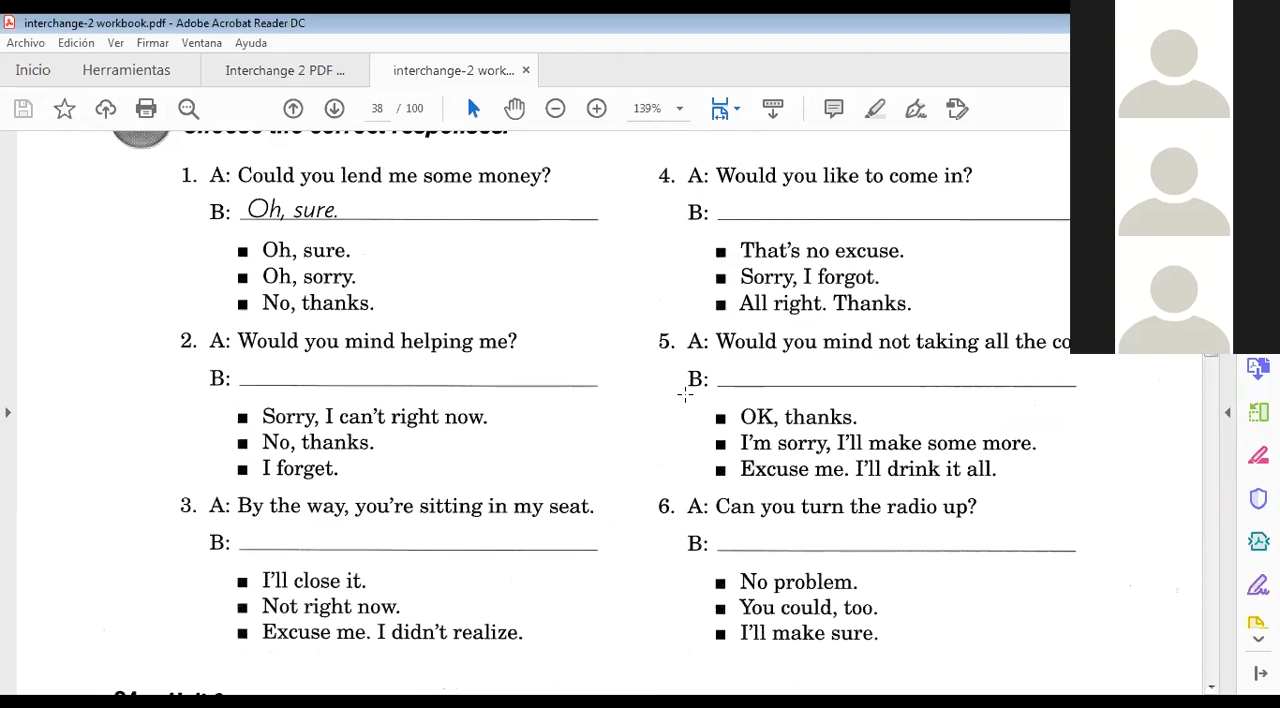 interchange-2 workbook.pdf - Adobe Acrobat Reader DC
Archivo Edición Ver Firmar Ventana Ayuda
Inicio Herramientas Interchange 2 PDF ... interchange-2 work... ×
38 / 100 139%
Choose the correct responses.
1. A: Could you lend me some money?
B: Oh, sure.
■ Oh, sure.
■ Oh, sorry.
■ No, thanks.
2. A: Would you mind helping me?
B:
■ Sorry, I can't right now.
■ No, thanks.
■ I forget.
3. A: By the way, you're sitting in my seat.
B:
■ I'll close it.
■ Not right now.
■ Excuse me. I didn't realize.
4. A: Would you like to come in?
B:
■ That's no excuse.
■ Sorry, I forgot.
■ All right. Thanks.
5. A: Would you mind not taking all the co
B:
■ OK, thanks.
■ I'm sorry, I'll make some more.
■ Excuse me. I'll drink it all.
6. A: Can you turn the radio up?
B:
■ No problem.
■ You could, too.
■ I'll make sure.